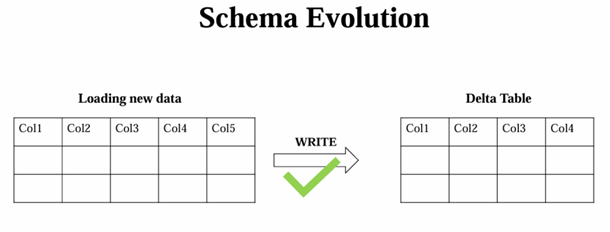 Schema Evolution
Loading new data
Col1 Col2 Col3 Col4 Col5
WRITE
Delta Table
Col1 Col2 Col3 Col4